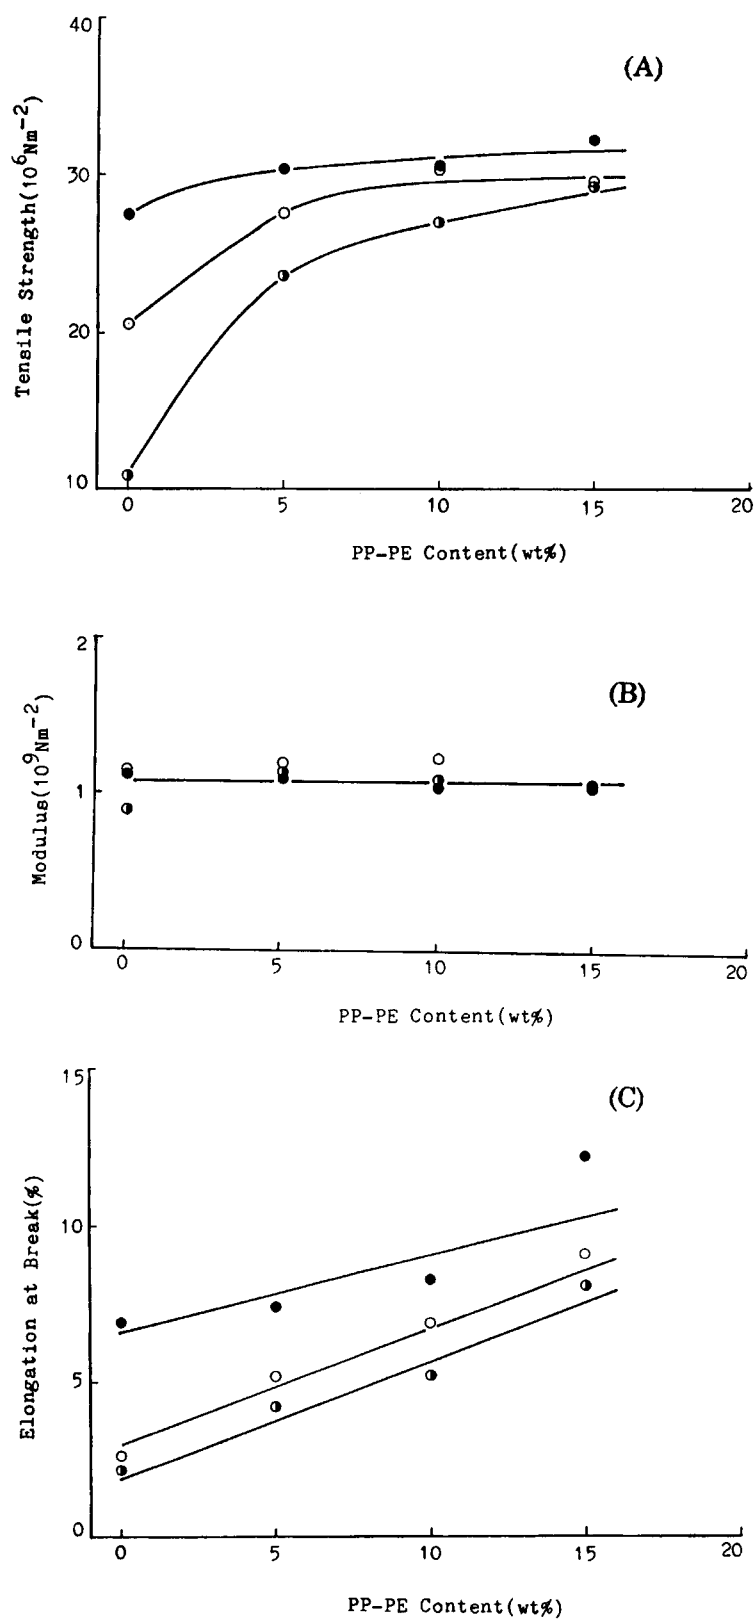 40
(A)
30
Tensile Strength(10⁶Nm⁻²)
20
10
0 5 10 15 20
PP-PE Content(wt%)
2
(B)
Modulus(10⁹Nm⁻²)
1
0
0 5 10 15 20
PP-PE Content(wt%)
15
(C)
Elongation at Break(%)
10
5
0
0 5 10 15 20
PP-PE Content(wt%)